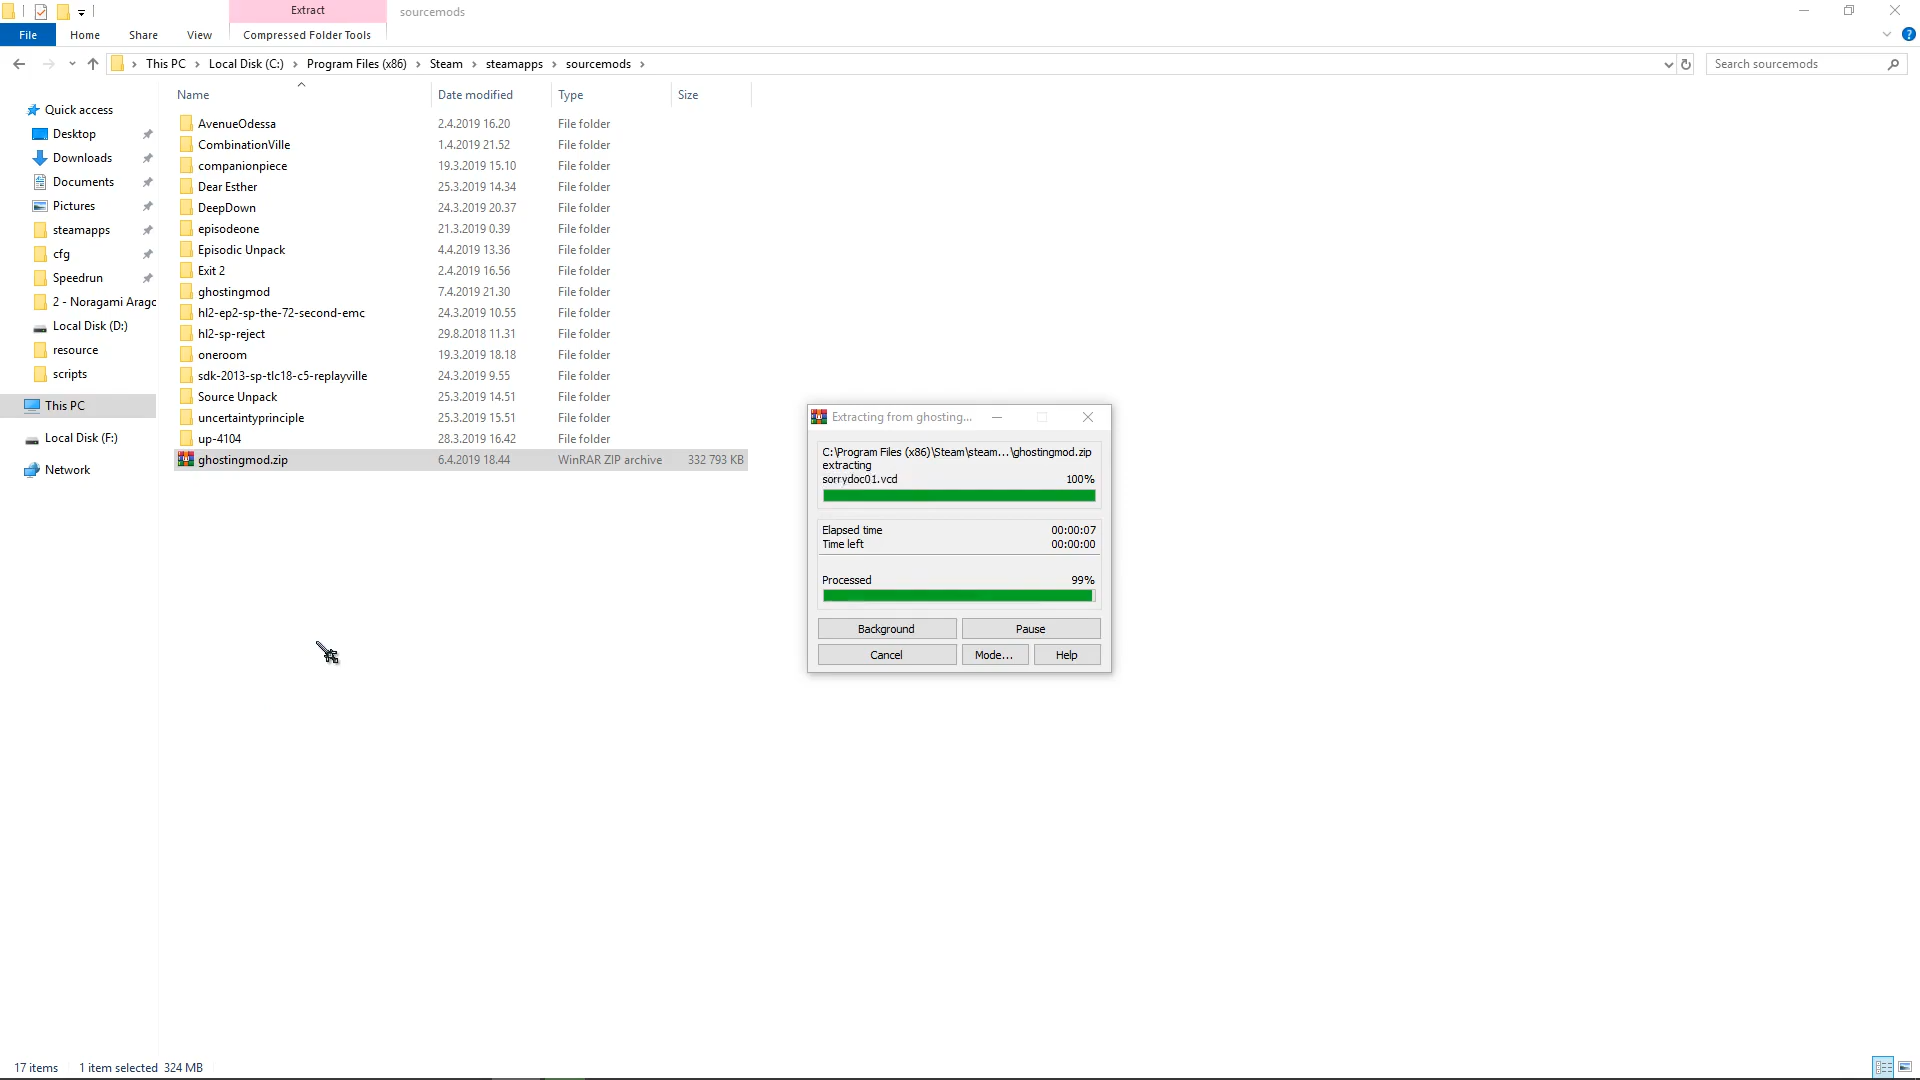 Extract
sourcemods
File
Home
Share
View
Compressed Folder Tools
This PC
Local Disk (C:)
Program Files (x86)
Steam
steamapps
sourcemods
Search sourcemods
Name
Date modified
Type
Size
Quick access
Desktop
Downloads
Documents
Pictures
steamapps
cfg
Speedrun
2 - Noragami Arago
Local Disk (D:)
resource
scripts
This PC
Local Disk (F:)
Network
AvenueOdessa 2.4.2019 16.20 File folder
CombinationVille 1.4.2019 21.52 File folder
companionpiece 19.3.2019 15.10 File folder
Dear Esther 25.3.2019 14.34 File folder
DeepDown 24.3.2019 20.37 File folder
episodeone 21.3.2019 0.39 File folder
Episodic Unpack 4.4.2019 13.36 File folder
Exit 2 2.4.2019 16.56 File folder
ghostingmod 7.4.2019 21.30 File folder
hl2-ep2-sp-the-72-second-emc 24.3.2019 10.55 File folder
hl2-sp-reject 29.8.2018 11.31 File folder
oneroom 19.3.2019 18.18 File folder
sdk-2013-sp-tlc18-c5-replayville 24.3.2019 9.55 File folder
Source Unpack 25.3.2019 14.51 File folder
uncertaintyprinciple 25.3.2019 15.51 File folder
up-4104 28.3.2019 16.42 File folder
ghostingmod.zip 6.4.2019 18.44 WinRAR ZIP archive 332 793 KB
Extracting from ghosting...
C:\Program Files (x86)\Steam\steam...\ghostingmod.zip
extracting
sorrydoc01.vcd 100%
Elapsed time 00:00:07
Time left 00:00:00
Processed 99%
Background
Pause
Cancel
Mode...
Help
17 items
1 item selected 324 MB